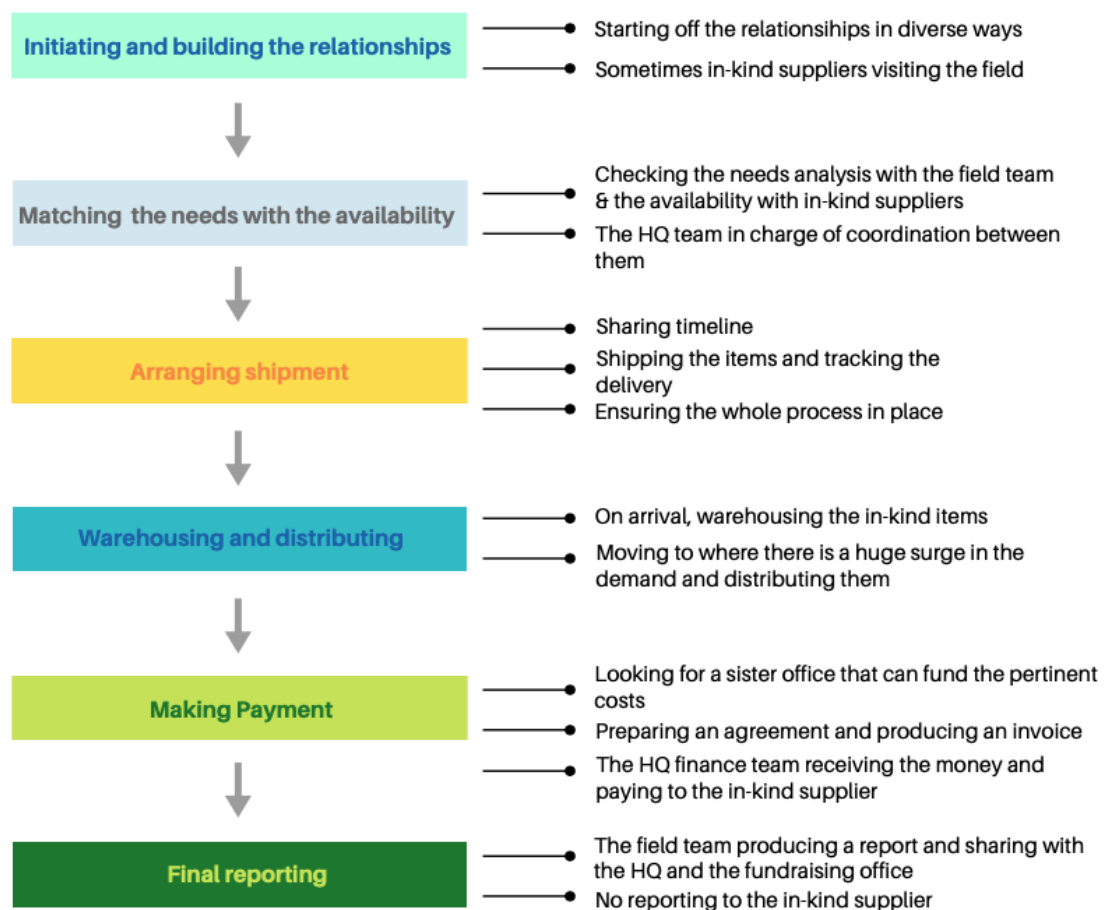 Initiating and building the relationships
Starting off the relationsihips in diverse ways
Sometimes in-kind suppliers visiting the field
Matching the needs with the availability
Checking the needs analysis with the field team
& the availability with in-kind suppliers
The HQ team in charge of coordination between
them
Arranging shipment
Sharing timeline
Shipping the items and tracking the
delivery
Ensuring the whole process in place
Warehousing and distributing
On arrival, warehousing the in-kind items
Moving to where there is a huge surge in the
demand and distributing them
Making Payment
Looking for a sister office that can fund the pertinent
costs
Preparing an agreement and producing an invoice
The HQ finance team receiving the money and
paying to the in-kind supplier
Final reporting
The field team producing a report and sharing with
the HQ and the fundraising office
No reporting to the in-kind supplier